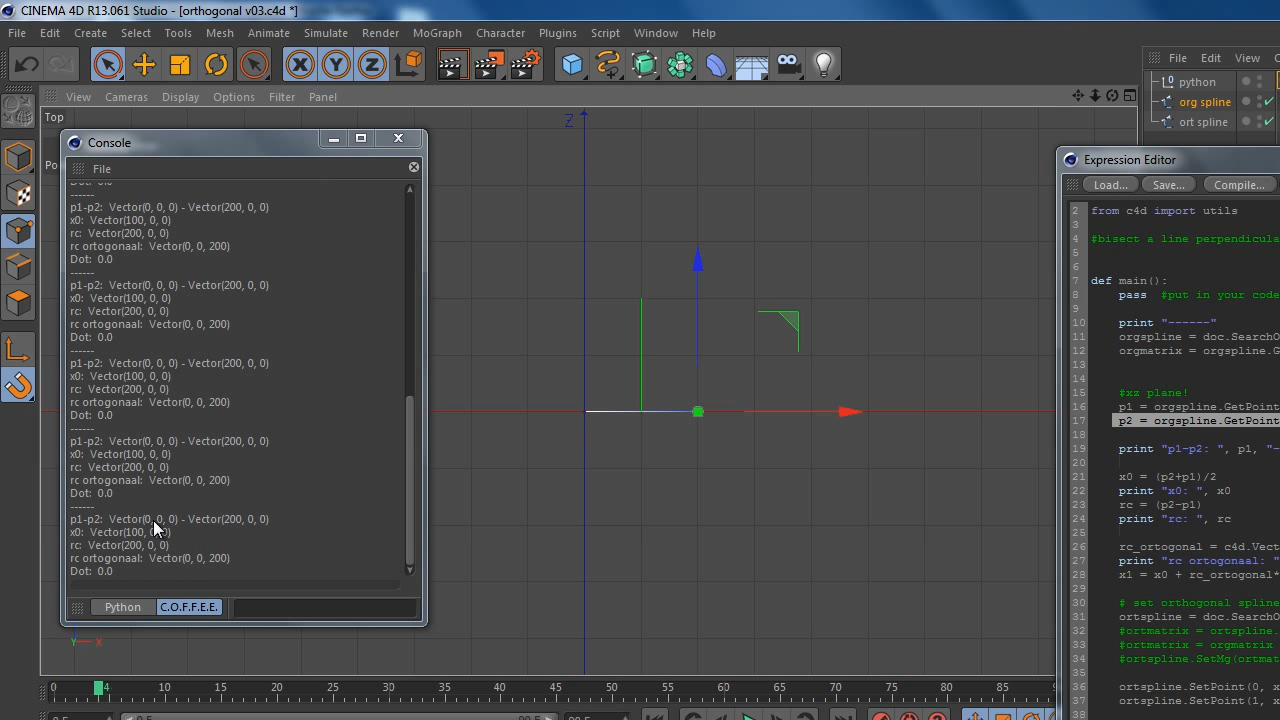 CINEMA 4D R13.061 Studio - [orthogonal v03.c4d *]
File Edit Create Select Tools Mesh Animate Simulate Render MoGraph Character Plugins Script Window Help
File Edit View
View Cameras Display Options Filter Panel
python
org spline
ort spline
Top
Z
Console
File
------
p1-p2: Vector(0, 0, 0) - Vector(200, 0, 0)
x0: Vector(100, 0, 0)
rc: Vector(200, 0, 0)
rc ortogonaal: Vector(0, 0, 200)
Dot: 0.0
------
p1-p2: Vector(0, 0, 0) - Vector(200, 0, 0)
x0: Vector(100, 0, 0)
rc: Vector(200, 0, 0)
rc ortogonaal: Vector(0, 0, 200)
Dot: 0.0
------
p1-p2: Vector(0, 0, 0) - Vector(200, 0, 0)
x0: Vector(100, 0, 0)
rc: Vector(200, 0, 0)
rc ortogonaal: Vector(0, 0, 200)
Dot: 0.0
------
p1-p2: Vector(0, 0, 0) - Vector(200, 0, 0)
x0: Vector(100, 0, 0)
rc: Vector(200, 0, 0)
rc ortogonaal: Vector(0, 0, 200)
Dot: 0.0
------
p1-p2: Vector(0, 0, 0) - Vector(200, 0, 0)
x0: Vector(100, 0, 0)
rc: Vector(200, 0, 0)
rc ortogonaal: Vector(0, 0, 200)
Dot: 0.0
Python C.O.F.F.E.E.
Y X
Expression Editor
Load... Save... Compile...
2 from c4d import utils
3
4 #bisect a line perpendicula
5
6
7 def main():
8 pass #put in your code
9
10 print "------"
11 orgspline = doc.SearchO
12 orgmatrix = orgspline.G
13
14
15 #xz plane!
16 p1 = orgspline.GetPoint
17 p2 = orgspline.GetPoint
18
19 print "p1-p2: ", p1, "-
20
21 x0 = (p2+p1)/2
22 print "x0: ", x0
23 rc = (p2-p1)
24 print "rc: ", rc
25
26 rc_ortogonal = c4d.Vect
27 print "rc ortogonaal: "
28 x1 = x0 + rc_ortogonal*
29
30 # set orthogonal spline
31 ortspline = doc.SearchO
32 #ortmatrix = ortspline.
33 #ortmatrix = orgmatrix
34 #ortspline.SetMg(ortmat
35
36 ortspline.SetPoint(0, x
37 ortspline.SetPoint(1, x
38
0 4 10 15 20 25 30 35 40 45 50 55 60 65 70 75 80 85